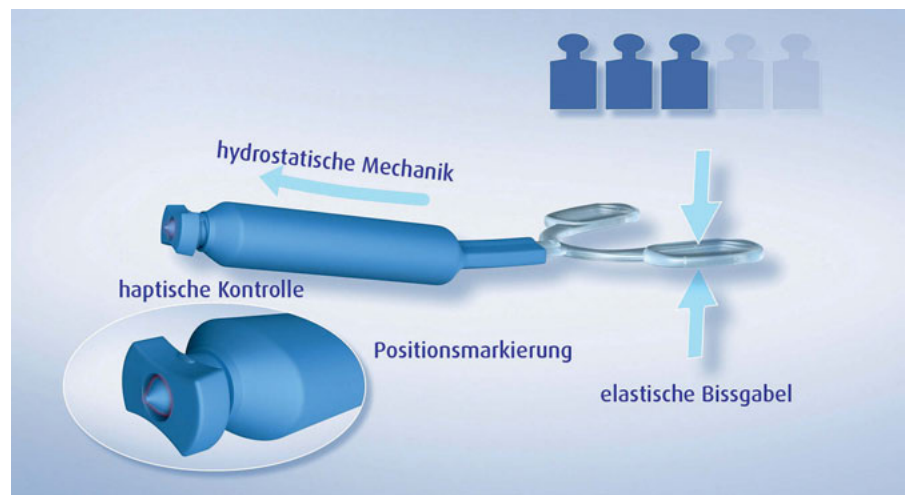 hydrostatische Mechanik
haptische Kontrolle
Positionsmarkierung
elastische Bissgabel